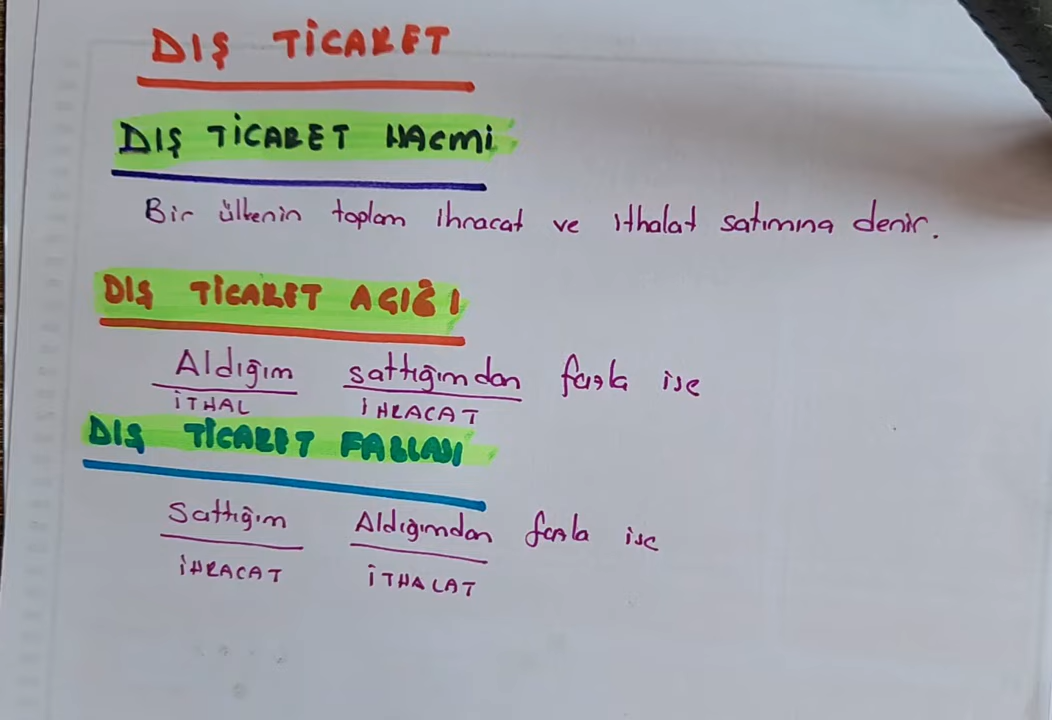 DIŞ TİCARET
DIŞ TİCARET HACMİ
Bir ülkenin toplam ihracat ve ithalat satımına denir.
DIŞ TİCARET AÇIĞI
Aldığım sattığımdan fazla ise
İTHAL İHRACAT
DIŞ TİCARET FAZLASI
Sattığım Aldığımdan fazla ise
İHRACAT İTHALAT